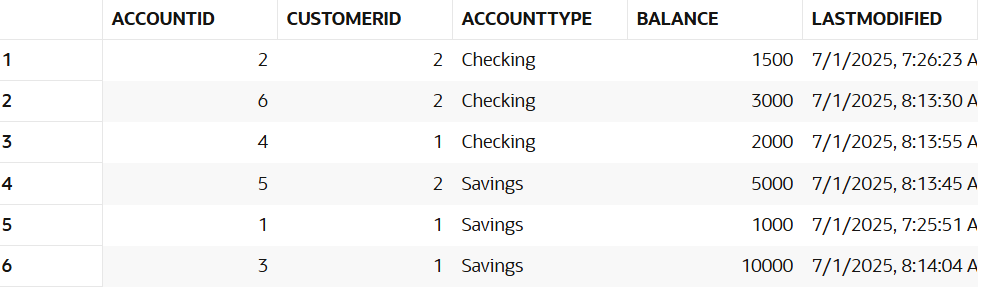 ACCOUNTID CUSTOMERID ACCOUNTTYPE BALANCE LASTMODIFIED
1 2 2 Checking 1500 7/1/2025, 7:26:23 A
2 6 2 Checking 3000 7/1/2025, 8:13:30 A
3 4 1 Checking 2000 7/1/2025, 8:13:55 A
4 5 2 Savings 5000 7/1/2025, 8:13:45 A
5 1 1 Savings 1000 7/1/2025, 7:25:51 A
6 3 1 Savings 10000 7/1/2025, 8:14:04 A